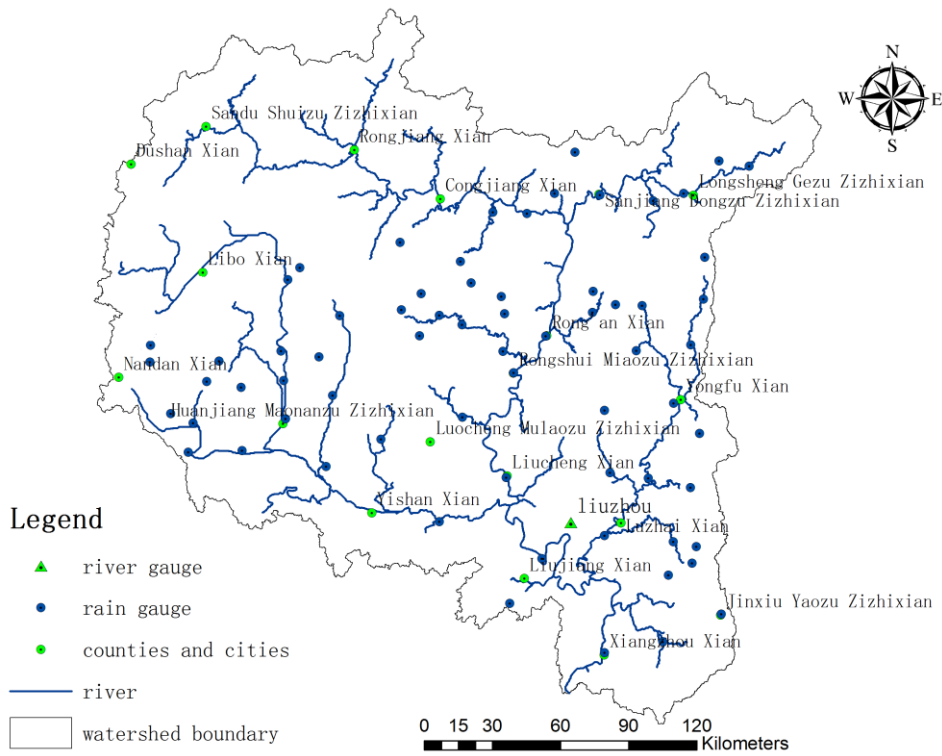 N
W
E
S
Sandu Shuizu Zizhixian
Rongjiang Xian
Dushan Xian
Congjiang Xian
Longsheng Gezu Zizhixian
Sanjiang Dongzu Zizhixian
Libo Xian
Rong an Xian
Nandan Xian
Rongshui Miaozu Zizhixian
Yongfu Xian
Huanjiang Maonanzu Zizhixian
Luocheng Mulaozu Zizhixian
Liucheng Xian
Yishan Xian
liuzhou
Luzhai Xian
Liujiang Xian
Jinxiu Yaozu Zizhixian
Xiangzhou Xian
Legend
river gauge
rain gauge
counties and cities
river
watershed boundary
0 15 30 60 90 120
Kilometers